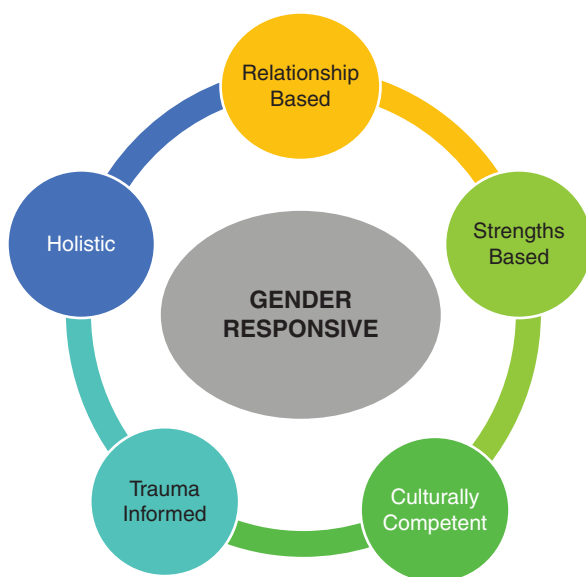 Relationship
Based
Strengths
Based
Culturally
Competent
Trauma
Informed
Holistic
GENDER
RESPONSIVE